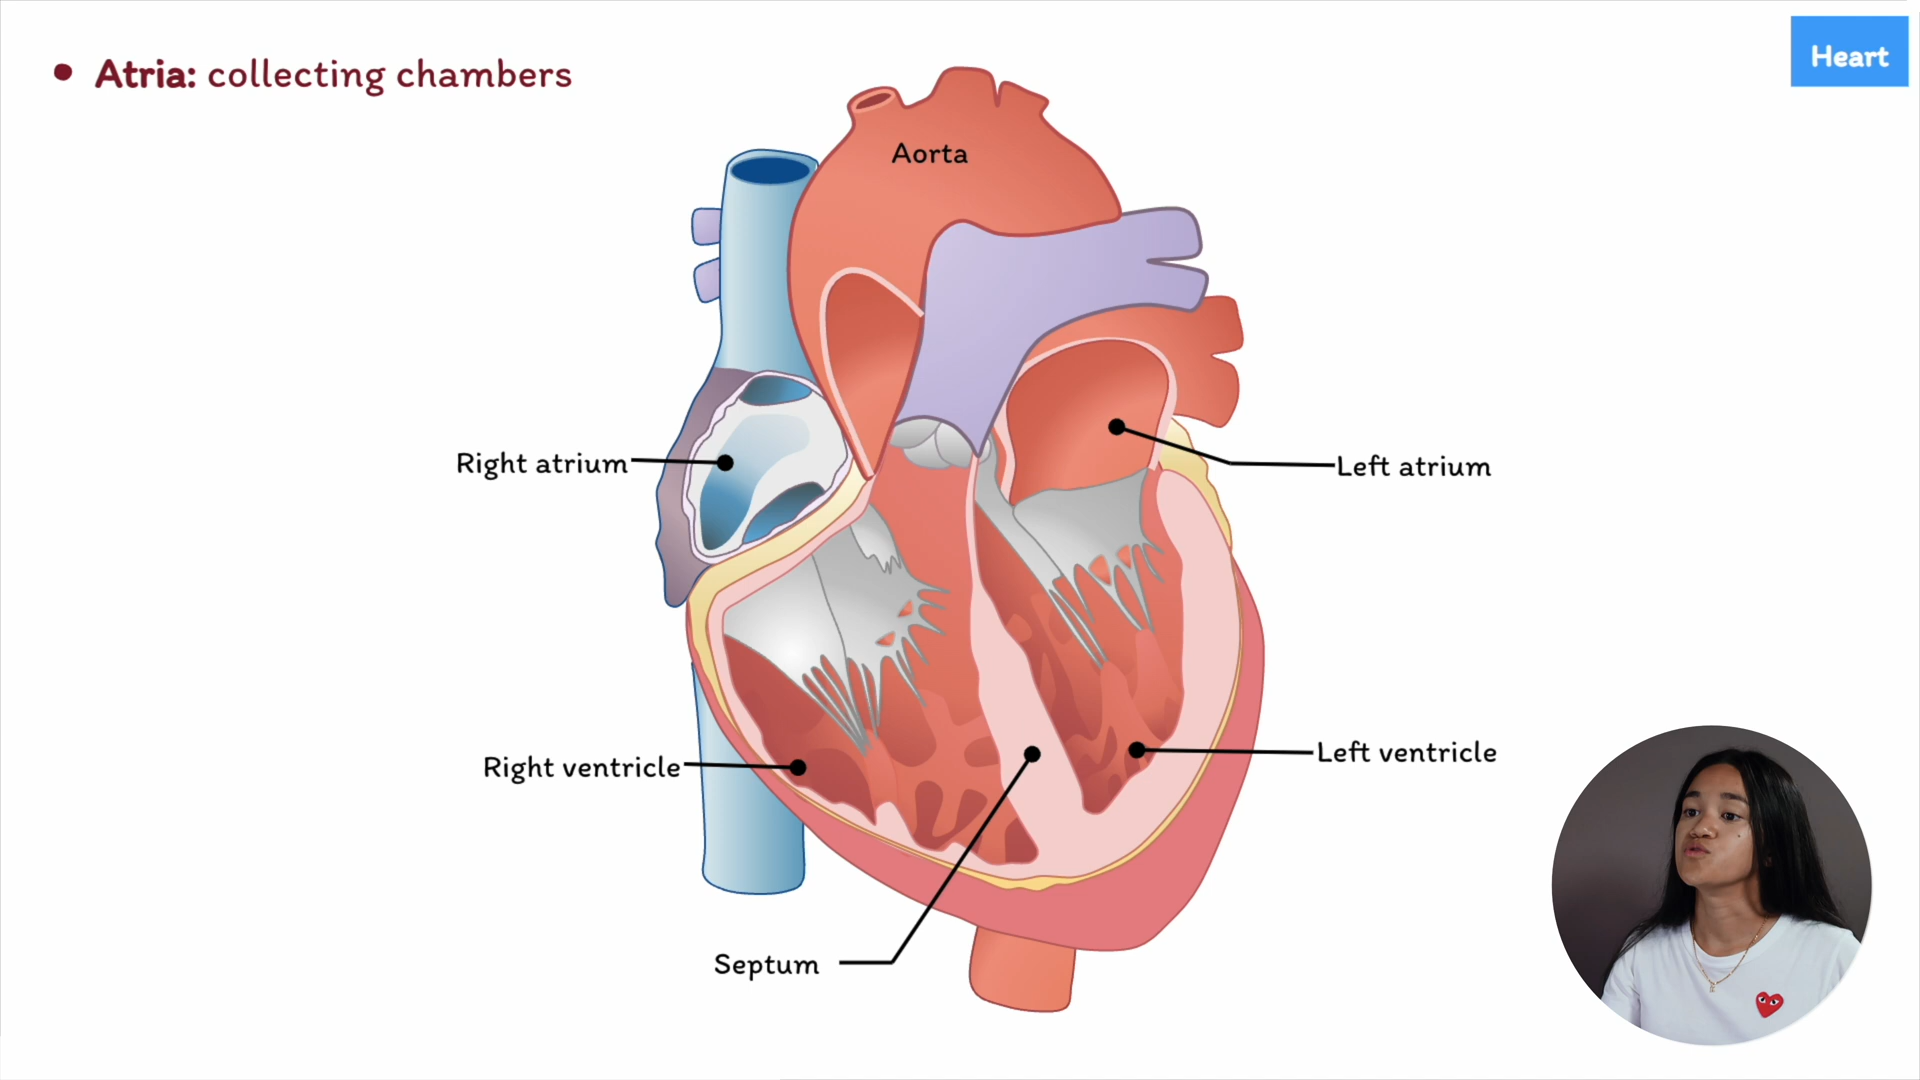 • Atria: collecting chambers
Heart
Aorta
Right atrium
Left atrium
Right ventricle
Left ventricle
Septum